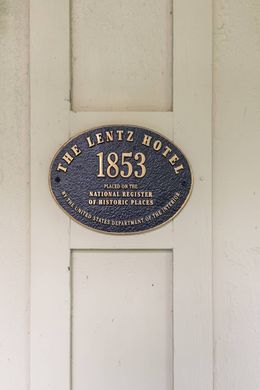 THE LENTZ HOTEL
1853
PLACED ON THE
NATIONAL REGISTER
OF HISTORIC PLACES
BY THE UNITED STATES DEPARTMENT OF THE INTERIOR